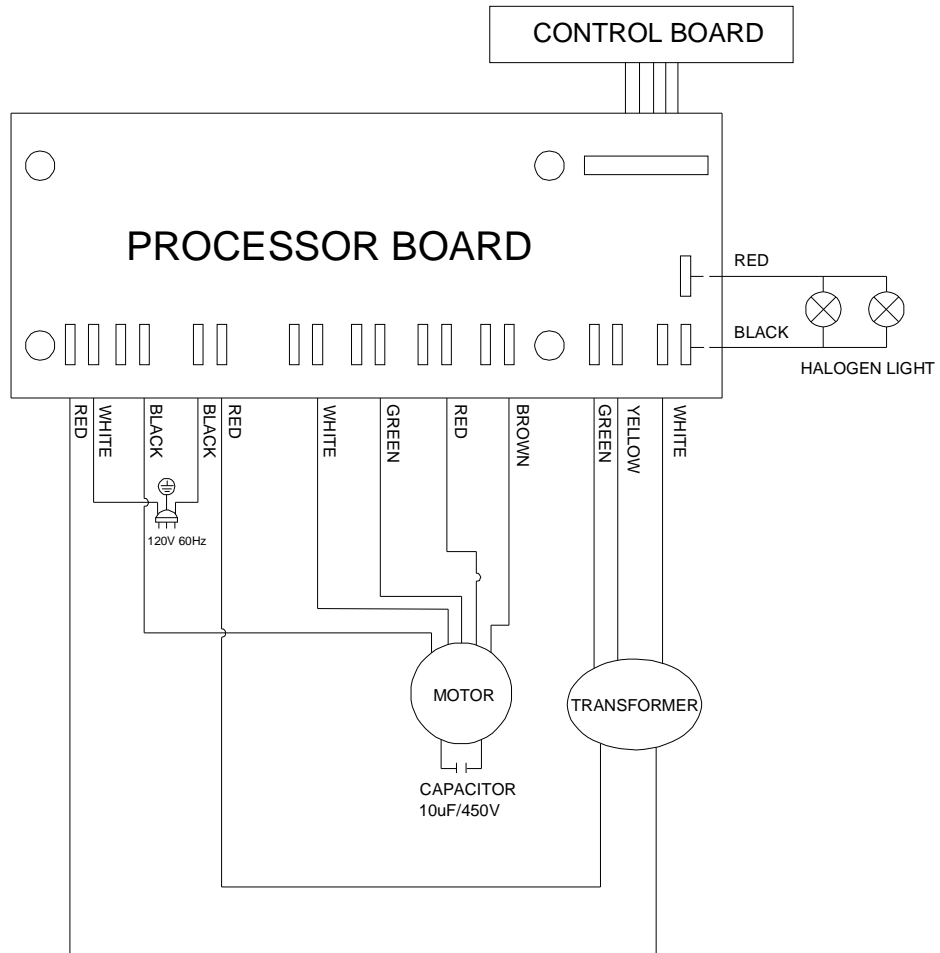 CONTROL BOARD
PROCESSOR BOARD
RED
BLACK
HALOGEN LIGHT
RED
WHITE
BLACK
BLACK
RED
WHITE
GREEN
RED
BROWN
GREEN
YELLOW
WHITE
120V 60Hz
MOTOR
TRANSFORMER
CAPACITOR
10uF/450V